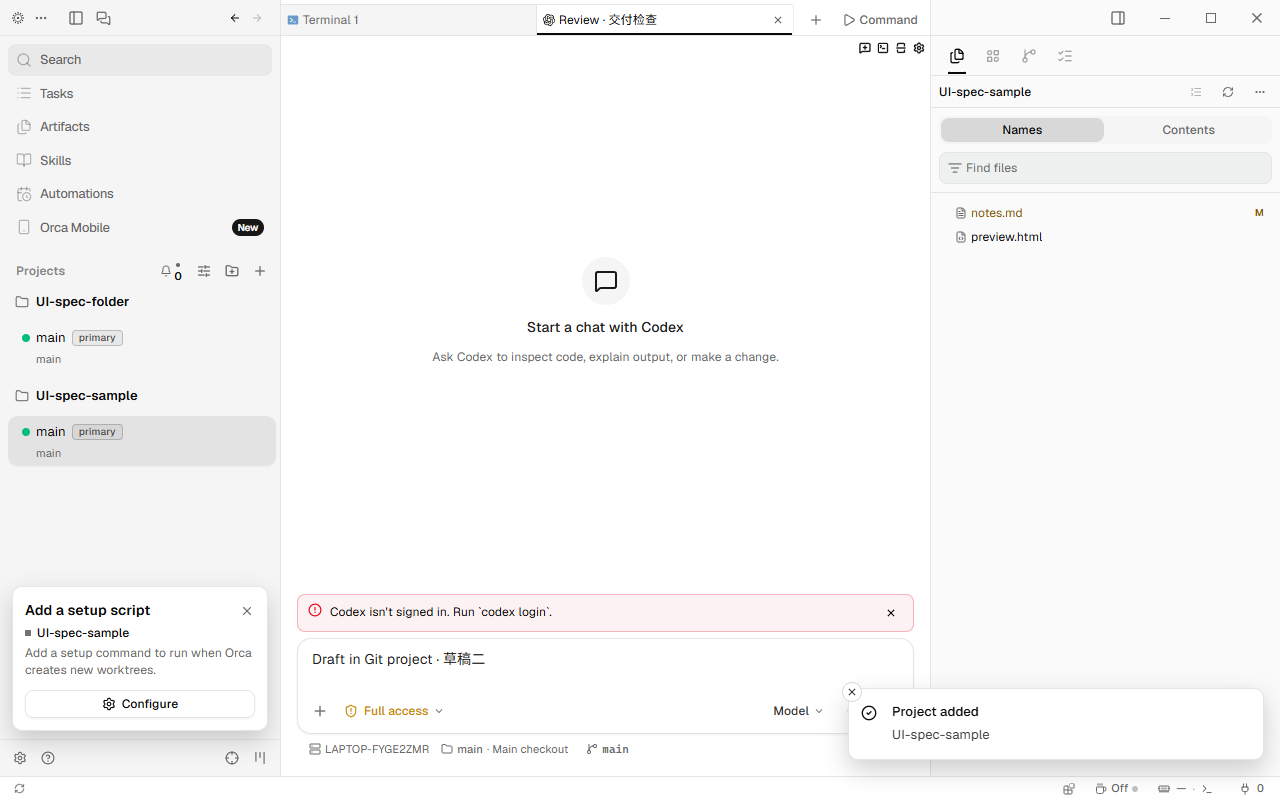 Terminal 1
Review · 交付检查
Command
Search
Tasks
Artifacts
Skills
Automations
Orca Mobile
New
Projects
0
UI-spec-folder
main primary
main
UI-spec-sample
main primary
main
Add a setup script
UI-spec-sample
Add a setup command to run when Orca
creates new worktrees.
Configure
Start a chat with Codex
Ask Codex to inspect code, explain output, or make a change.
Codex isn't signed in. Run `codex login`.
Draft in Git project · 草稿二
Full access
Model
LAPTOP-FYGE2ZMR
main · Main checkout
main
UI-spec-sample
Names
Contents
Find files
notes.md
M
preview.html
Project added
UI-spec-sample
Off
0